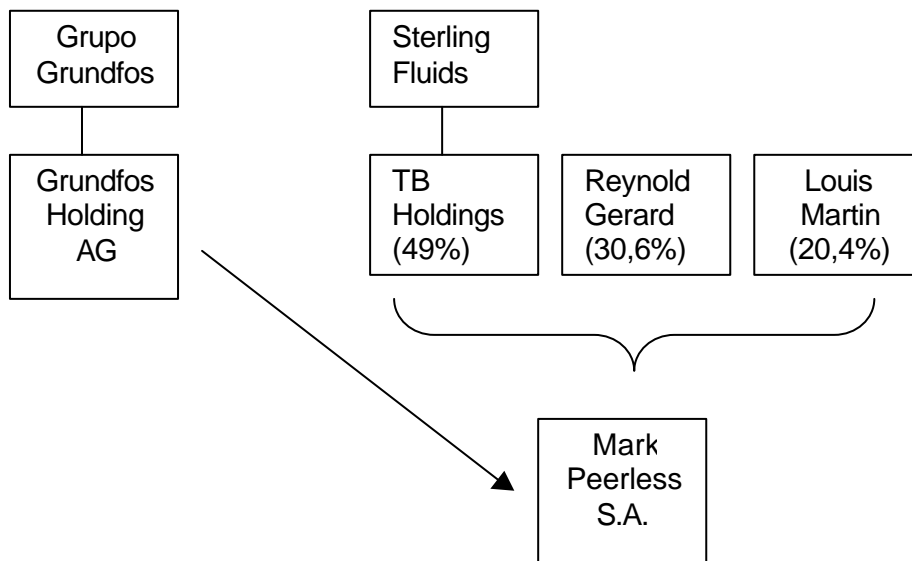 Grupo
Grundfos
Sterling
Fluids
Grundfos
Holding
AG
TB
Holdings
(49%)
Reynold
Gerard
(30,6%)
Louis
Martin
(20,4%)
Mark
Peerless
S.A.